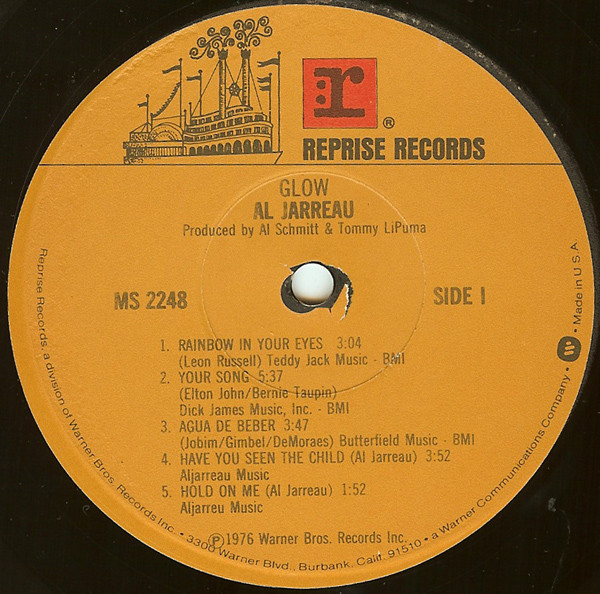 r
®
REPRISE RECORDS
GLOW
AL JARREAU
Produced by Al Schmitt & Tommy LiPuma
MS 2248
SIDE 1
1. RAINBOW IN YOUR EYES 3:04
(Leon Russell) Teddy Jack Music - BMI
2. YOUR SONG 5:37
(Elton John/Bernie Taupin)
Dick James Music, Inc. - BMI
3. AGUA DE BEBER 3:47
(Jobim/Gimbel/DeMoraes) Butterfield Music - BMI
4. HAVE YOU SEEN THE CHILD (Al Jarreau) 3:52
Aljarreau Music
5. HOLD ON ME (Al Jarreau) 1:52
Aljarreu Music
℗1976 Warner Bros. Records Inc.
Reprise Records, a division of Warner Bros. Records Inc. • 3300 Warner Blvd., Burbank, Calif. 91510 • a Warner Communications Company • W • Made in U.S.A.